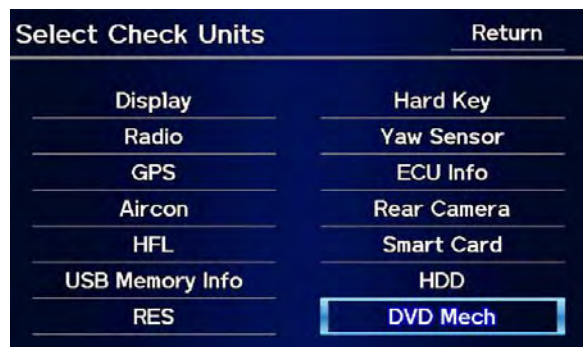 Select Check Units Return
Display Hard Key
Radio Yaw Sensor
GPS ECU Info
Aircon Rear Camera
HFL Smart Card
USB Memory Info HDD
RES DVD Mech